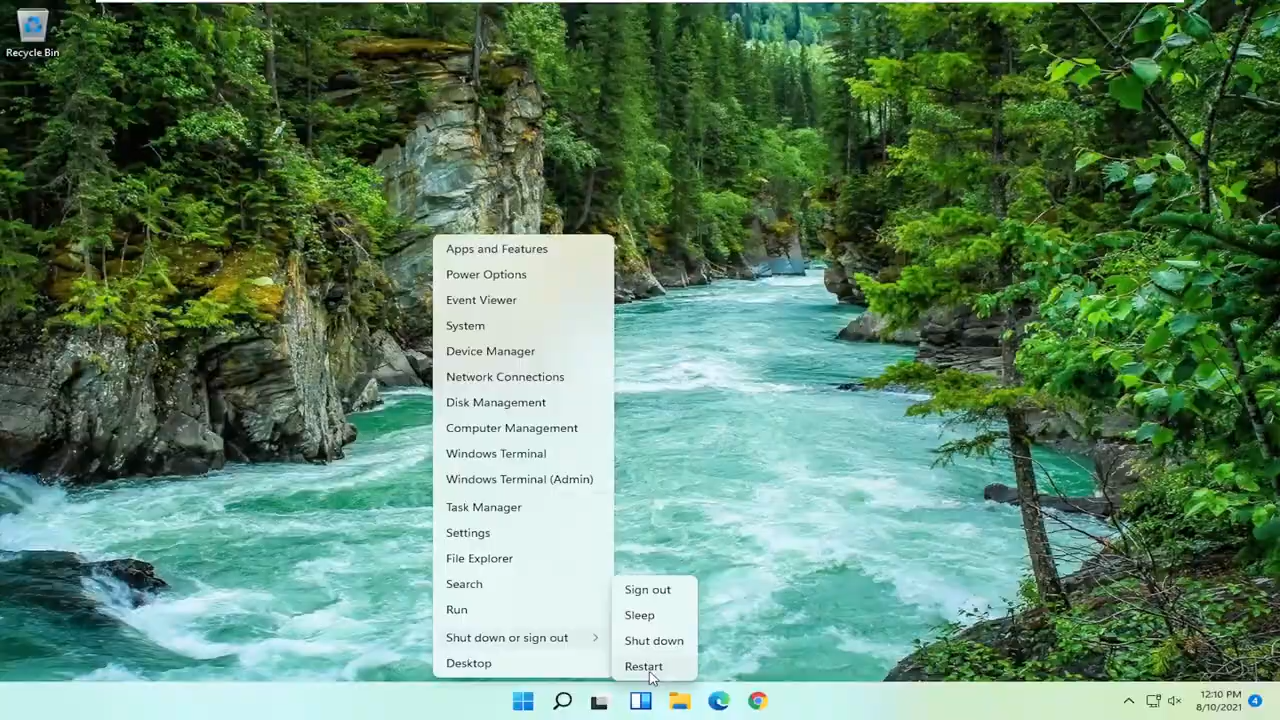 Recycle Bin
Apps and Features
Power Options
Event Viewer
System
Device Manager
Network Connections
Disk Management
Computer Management
Windows Terminal
Windows Terminal (Admin)
Task Manager
Settings
File Explorer
Search
Run
Shut down or sign out
Desktop
Sign out
Sleep
Shut down
Restart
12:10 PM
8/10/2021
4